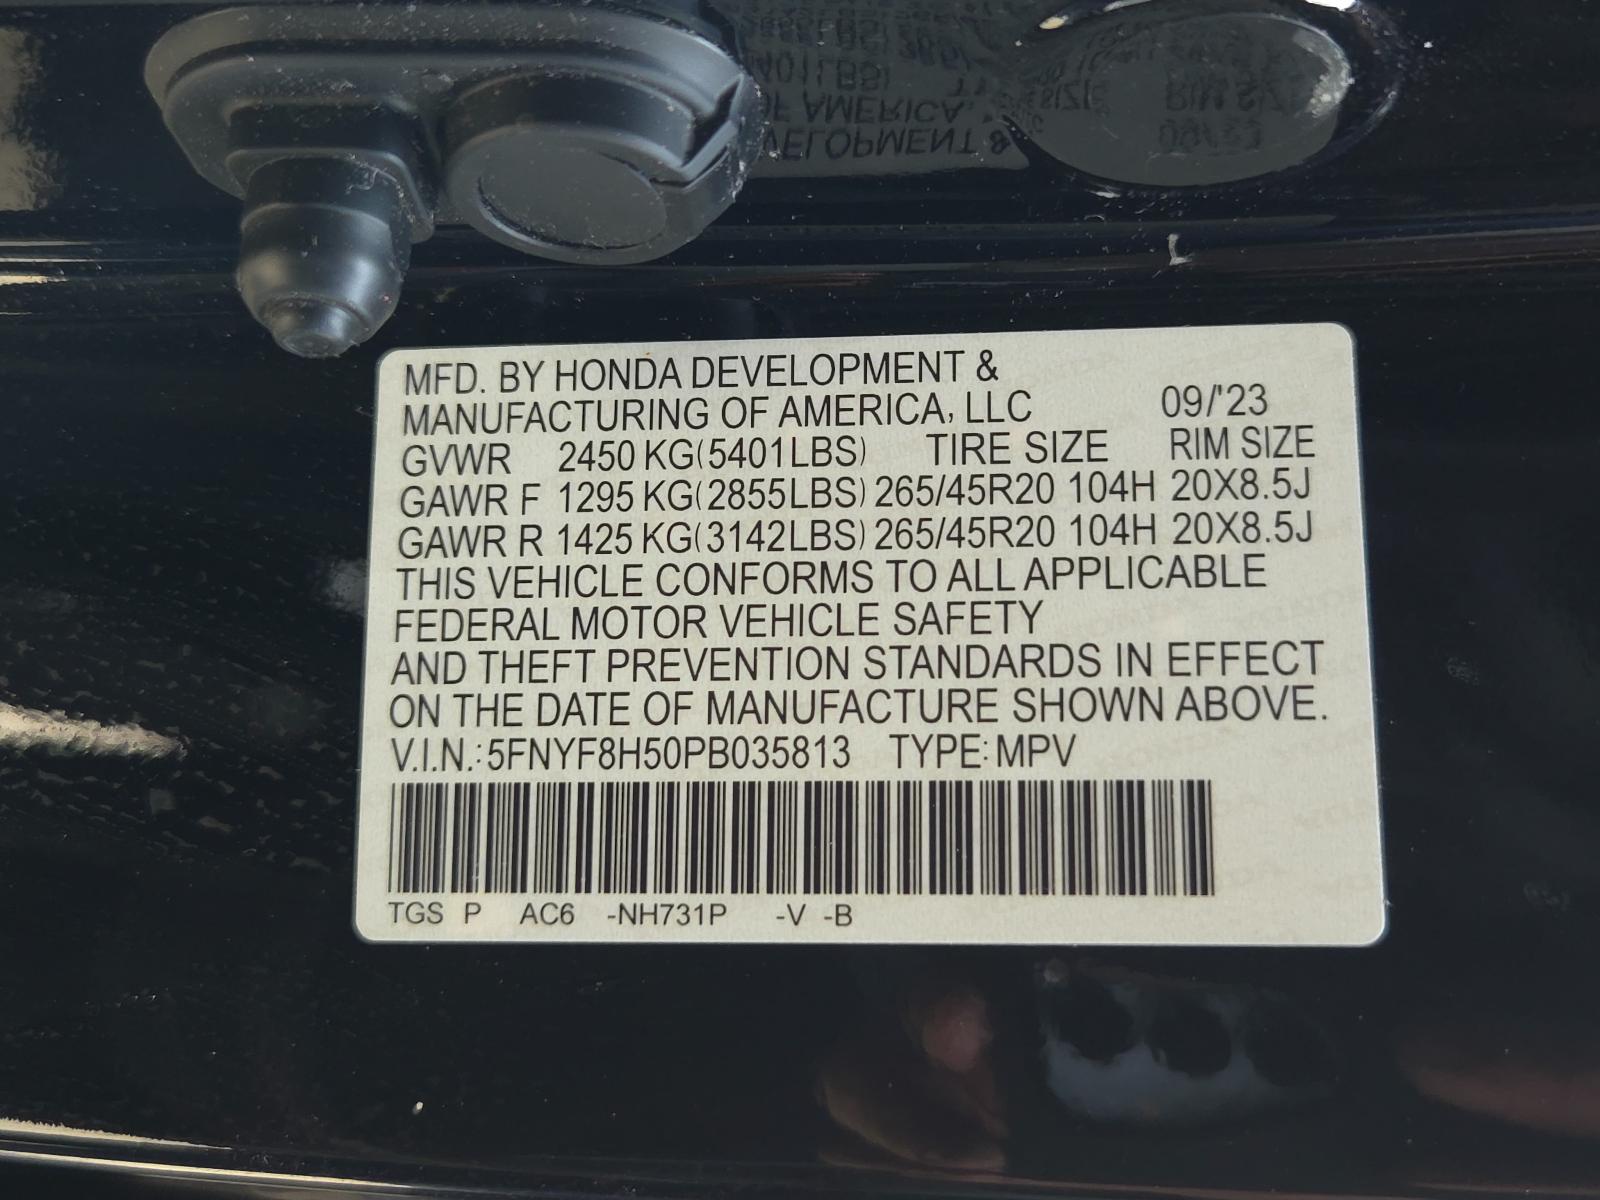 MFD. BY HONDA DEVELOPMENT &
MANUFACTURING OF AMERICA, LLC 09/'23
GVWR 2450 KG(5401LBS) TIRE SIZE RIM SIZE
GAWR F 1295 KG(2855LBS) 265/45R20 104H 20X8.5J
GAWR R 1425 KG(3142LBS) 265/45R20 104H 20X8.5J
THIS VEHICLE CONFORMS TO ALL APPLICABLE
FEDERAL MOTOR VEHICLE SAFETY
AND THEFT PREVENTION STANDARDS IN EFFECT
ON THE DATE OF MANUFACTURE SHOWN ABOVE.
V.I.N.: 5FNYF8H50PB035813 TYPE: MPV
TGS P AC6 -NH731P -V -B